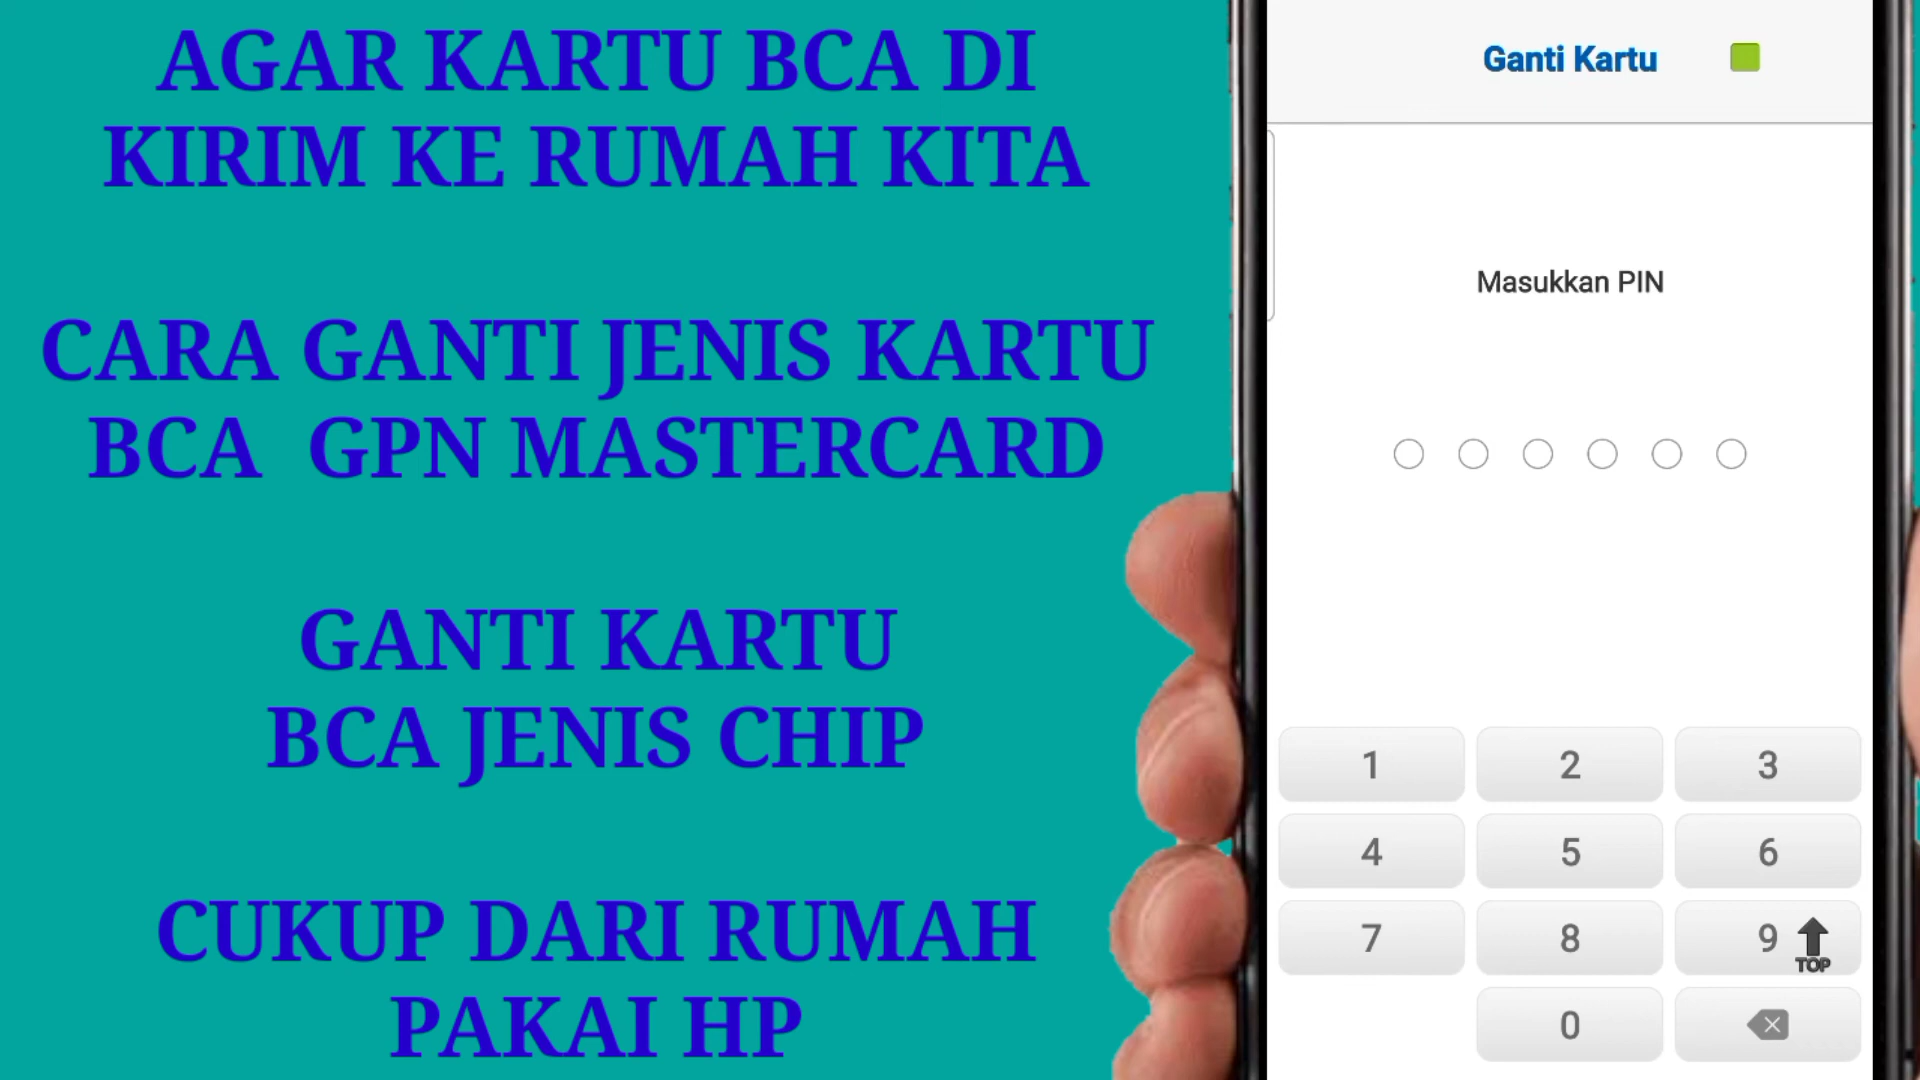 AGAR KARTU BCA DI
KIRIM KE RUMAH KITA
CARA GANTI JENIS KARTU
BCA GPN MASTERCARD
GANTI KARTU
BCA JENIS CHIP
CUKUP DARI RUMAH
PAKAI HP
Ganti Kartu
Masukkan PIN
1 2 3
4 5 6
7 8 9
TOP
0